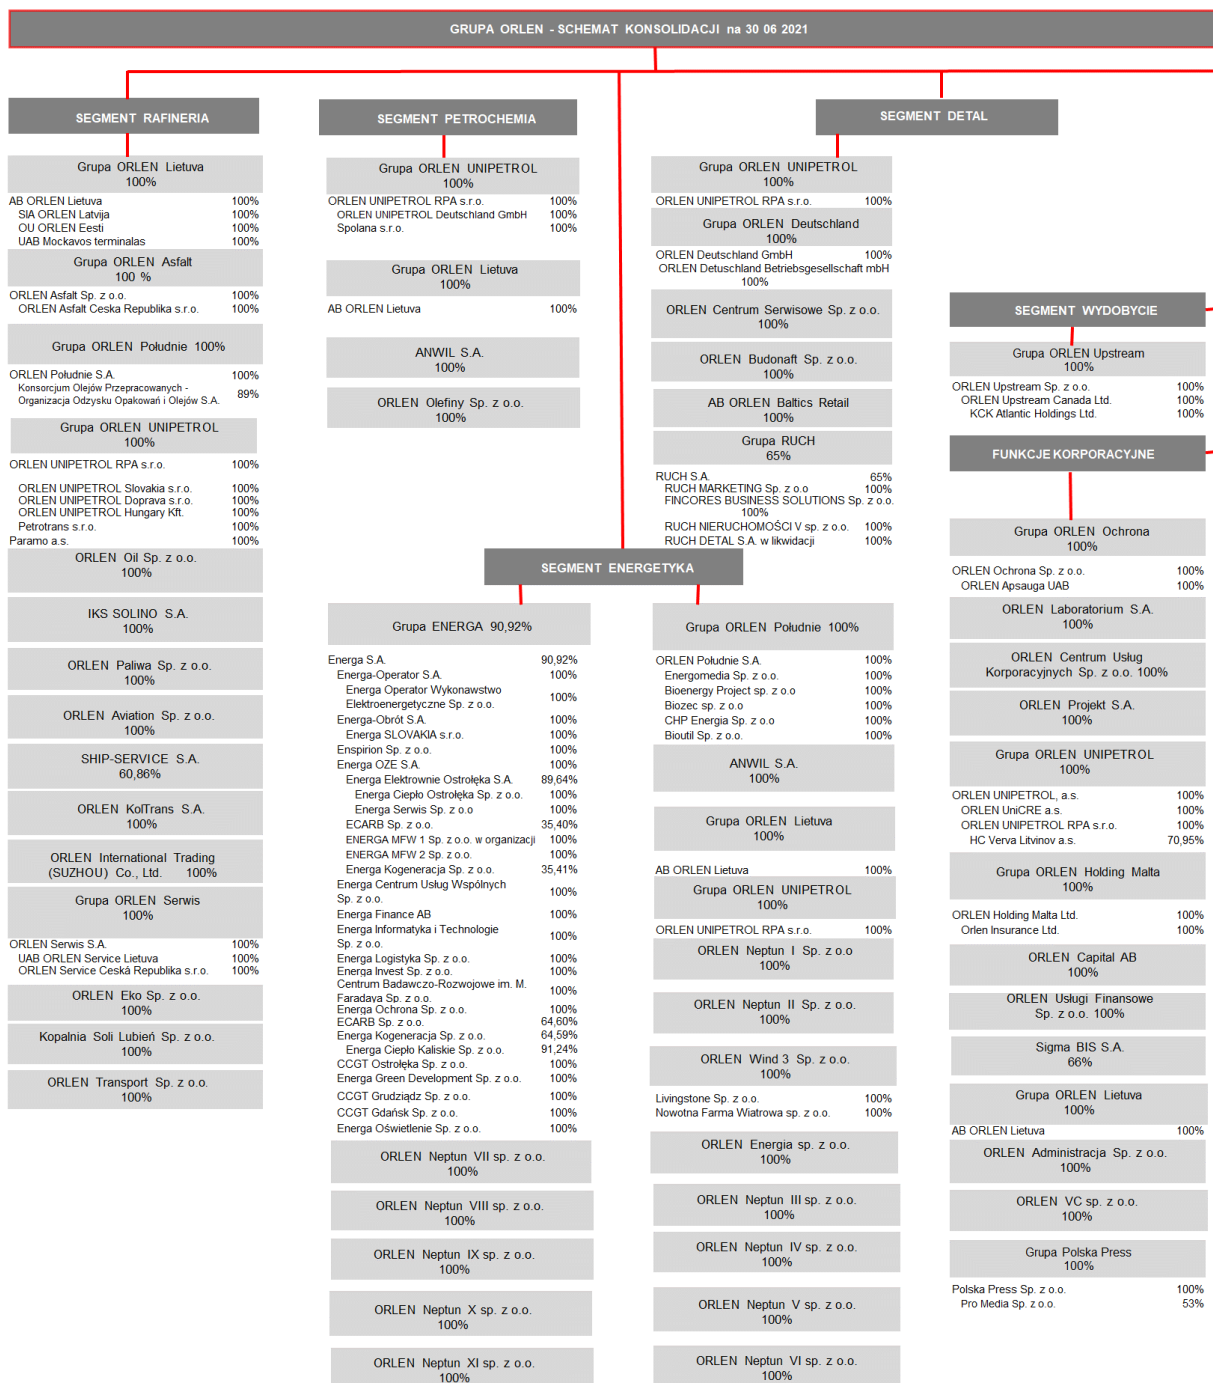 GRUPA ORLEN - SCHEMAT KONSOLIDACJI na 30 06 2021
SEGMENT RAFINERIA
Grupa ORLEN Lietuva
100%
AB ORLEN Lietuva 100%
SIA ORLEN Latvija 100%
OU ORLEN Eesti 100%
UAB Mockavos terminalas 100%
Grupa ORLEN Asfalt
100 %
ORLEN Asfalt Sp. z o.o. 100%
ORLEN Asfalt Ceska Republika s.r.o. 100%
Grupa ORLEN Południe 100%
ORLEN Południe S.A. 100%
Konsorcjum Olejów Przepracowanych -
Organizacja Odzysku Opakowań i Olejów S.A. 89%
Grupa ORLEN UNIPETROL
100%
ORLEN UNIPETROL RPA s.r.o. 100%
ORLEN UNIPETROL Slovakia s.r.o. 100%
ORLEN UNIPETROL Doprava s.r.o. 100%
ORLEN UNIPETROL Hungary Kft. 100%
Petrotrans s.r.o. 100%
Paramo a.s. 100%
ORLEN Oil Sp. z o.o.
100%
IKS SOLINO S.A.
100%
ORLEN Paliwa Sp. z o.o.
100%
ORLEN Aviation Sp. z o.o.
100%
SHIP-SERVICE S.A.
60,86%
ORLEN KolTrans S.A.
100%
ORLEN International Trading
(SUZHOU) Co., Ltd. 100%
Grupa ORLEN Serwis
100%
ORLEN Serwis S.A. 100%
UAB ORLEN Service Lietuva 100%
ORLEN Service Ceská Republika s.r.o. 100%
ORLEN Eko Sp. z o.o.
100%
Kopalnia Soli Lubień Sp. z o.o.
100%
ORLEN Transport Sp. z o.o.
100%
SEGMENT PETROCHEMIA
Grupa ORLEN UNIPETROL
100%
ORLEN UNIPETROL RPA s.r.o. 100%
ORLEN UNIPETROL Deutschland GmbH 100%
Spolana s.r.o. 100%
Grupa ORLEN Lietuva
100%
AB ORLEN Lietuva 100%
ANWIL S.A.
100%
ORLEN Olefiny Sp. z o.o.
100%
SEGMENT DETAL
Grupa ORLEN UNIPETROL
100%
ORLEN UNIPETROL RPA s.r.o. 100%
Grupa ORLEN Deutschland
100%
ORLEN Deutschland GmbH 100%
ORLEN Detuschland Betriebsgesellschaft mbH
100%
ORLEN Centrum Serwisowe Sp. z o.o.
100%
ORLEN Budonaft Sp. z o.o.
100%
AB ORLEN Baltics Retail
100%
Grupa RUCH
65%
RUCH S.A. 65%
RUCH MARKETING Sp. z o.o 100%
FINCORES BUSINESS SOLUTIONS Sp. z o.o.
100%
RUCH NIERUCHOMOŚCI V sp. z o.o. 100%
RUCH DETAL S.A. w likwidacji 100%
SEGMENT ENERGETYKA
Grupa ENERGA 90,92%
Energa S.A. 90,92%
Energa-Operator S.A. 100%
Energa Operator Wykonawstwo
Elektroenergetyczne Sp. z o.o. 100%
Energa-Obrót S.A. 100%
Energa SLOVAKIA s.r.o. 100%
Enspirion Sp. z o.o. 100%
Energa OZE S.A. 100%
Energa Elektrownie Ostrołęka S.A. 89,64%
Energa Ciepło Ostrołęka Sp. z o.o. 100%
Energa Serwis Sp. z o.o 100%
ECARB Sp. z o.o. 35,40%
ENERGA MFW 1 Sp. z o.o. w organizacji 100%
ENERGA MFW 2 Sp. z o.o. 100%
Energa Kogeneracja Sp. z o.o. 35,41%
Energa Centrum Usług Wspólnych
Sp. z o.o. 100%
Energa Finance AB 100%
Energa Informatyka i Technologie
Sp. z o.o. 100%
Energa Logistyka Sp. z o.o. 100%
Energa Invest Sp. z o.o. 100%
Centrum Badawczo-Rozwojowe im. M.
Faradaya Sp. z o.o. 100%
Energa Ochrona Sp. z o.o. 100%
ECARB Sp. z o.o. 64,60%
Energa Kogeneracja Sp. z o.o. 64,59%
Energa Ciepło Kaliskie Sp. z o.o. 91,24%
CCGT Ostrołęka Sp. z o.o. 100%
Energa Green Development Sp. z o.o. 100%
CCGT Grudziądz Sp. z o.o. 100%
CCGT Gdańsk Sp. z o.o. 100%
Energa Oświetlenie Sp. z o.o. 100%
ORLEN Neptun VII sp. z o.o.
100%
ORLEN Neptun VIII sp. z o.o.
100%
ORLEN Neptun IX sp. z o.o.
100%
ORLEN Neptun X sp. z o.o.
100%
ORLEN Neptun XI sp. z o.o.
100%
Grupa ORLEN Południe 100%
ORLEN Południe S.A. 100%
Energomedia Sp. z o.o. 100%
Bioenergy Project sp. z o.o 100%
Biozec sp. z o.o 100%
CHP Energia Sp. z o.o 100%
Bioutil Sp. z o.o. 100%
ANWIL S.A.
100%
Grupa ORLEN Lietuva
100%
AB ORLEN Lietuva 100%
Grupa ORLEN UNIPETROL
100%
ORLEN UNIPETROL RPA s.r.o. 100%
ORLEN Neptun I Sp. z o.o
100%
ORLEN Neptun II Sp. z o.o.
100%
ORLEN Wind 3 Sp. z o.o.
100%
Livingstone Sp. z o.o. 100%
Nowotna Farma Wiatrowa sp. z o.o. 100%
ORLEN Energia sp. z o.o.
100%
ORLEN Neptun III sp. z o.o.
100%
ORLEN Neptun IV sp. z o.o.
100%
ORLEN Neptun V sp. z o.o.
100%
ORLEN Neptun VI sp. z o.o.
100%
SEGMENT WYDOBYCIE
Grupa ORLEN Upstream
100%
ORLEN Upstream Sp. z o.o. 100%
ORLEN Upstream Canada Ltd. 100%
KCK Atlantic Holdings Ltd. 100%
FUNKCJE KORPORACYJNE
Grupa ORLEN Ochrona
100%
ORLEN Ochrona Sp. z o.o. 100%
ORLEN Apsauga UAB 100%
ORLEN Laboratorium S.A.
100%
ORLEN Centrum Usług
Korporacyjnych Sp. z o.o. 100%
ORLEN Projekt S.A.
100%
Grupa ORLEN UNIPETROL
100%
ORLEN UNIPETROL, a.s. 100%
ORLEN UniCRE a.s. 100%
ORLEN UNIPETROL RPA s.r.o. 100%
HC Verva Litvinov a.s. 70,95%
Grupa ORLEN Holding Malta
100%
ORLEN Holding Malta Ltd. 100%
Orlen Insurance Ltd. 100%
ORLEN Capital AB
100%
ORLEN Usługi Finansowe
Sp. z o.o. 100%
Sigma BIS S.A.
66%
Grupa ORLEN Lietuva
100%
AB ORLEN Lietuva 100%
ORLEN Administracja Sp. z o.o.
100%
ORLEN VC sp. z o.o.
100%
Grupa Polska Press
100%
Polska Press Sp. z o.o. 100%
Pro Media Sp. z o.o. 53%